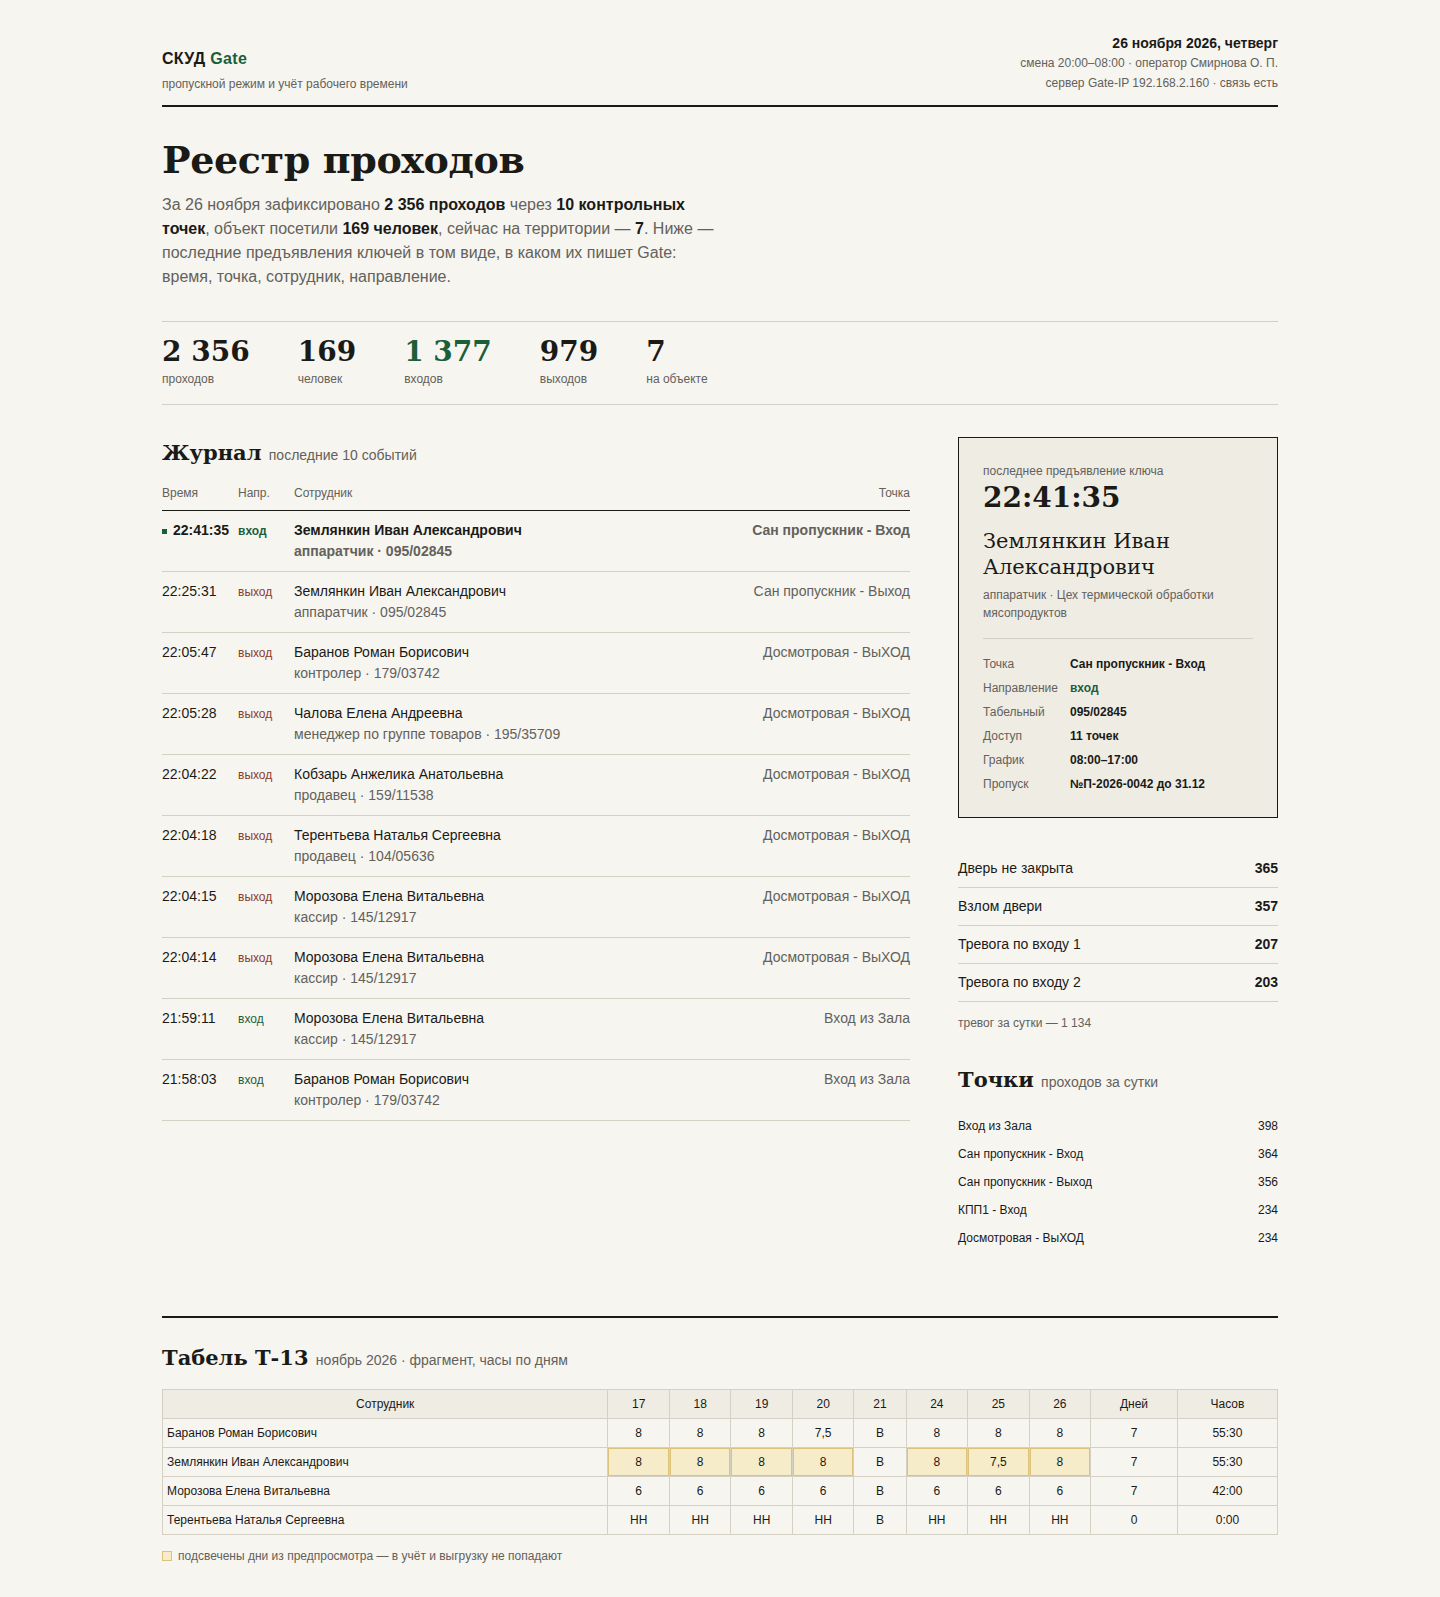 СКУД Gate
пропускной режим и учёт рабочего времени
26 ноября 2026, четверг
смена 20:00–08:00 · оператор Смирнова О. П.
сервер Gate-IP 192.168.2.160 · связь есть
Реестр проходов
За 26 ноября зафиксировано 2 356 проходов через 10 контрольных
точек, объект посетили 169 человек, сейчас на территории — 7. Ниже —
последние предъявления ключей в том виде, в каком их пишет Gate:
время, точка, сотрудник, направление.
2 356 169 1 377 979 7
проходов человек входов выходов на объекте
Журнал последние 10 событий
Время Напр. Сотрудник Точка
22:41:35 вход Землянкин Иван Александрович Сан пропускник - Вход
аппаратчик · 095/02845
22:25:31 выход Землянкин Иван Александрович Сан пропускник - Выход
аппаратчик · 095/02845
22:05:47 выход Баранов Роман Борисович Досмотровая - ВыХОД
контролер · 179/03742
22:05:28 выход Чалова Елена Андреевна Досмотровая - ВыХОД
менеджер по группе товаров · 195/35709
22:04:22 выход Кобзарь Анжелика Анатольевна Досмотровая - ВыХОД
продавец · 159/11538
22:04:18 выход Терентьева Наталья Сергеевна Досмотровая - ВыХОД
продавец · 104/05636
22:04:15 выход Морозова Елена Витальевна Досмотровая - ВыХОД
кассир · 145/12917
22:04:14 выход Морозова Елена Витальевна Досмотровая - ВыХОД
кассир · 145/12917
21:59:11 вход Морозова Елена Витальевна Вход из Зала
кассир · 145/12917
21:58:03 вход Баранов Роман Борисович Вход из Зала
контролер · 179/03742
последнее предъявление ключа
22:41:35
Землянкин Иван
Александрович
аппаратчик · Цех термической обработки
мясопродуктов
Точка Сан пропускник - Вход
Направление вход
Табельный 095/02845
Доступ 11 точек
График 08:00–17:00
Пропуск №П-2026-0042 до 31.12
Дверь не закрыта 365
Взлом двери 357
Тревога по входу 1 207
Тревога по входу 2 203
тревог за сутки — 1 134
Точки проходов за сутки
Вход из Зала 398
Сан пропускник - Вход 364
Сан пропускник - Выход 356
КПП1 - Вход 234
Досмотровая - ВыХОД 234
Табель Т-13 ноябрь 2026 · фрагмент, часы по дням
Сотрудник 17 18 19 20 21 24 25 26 Дней Часов
Баранов Роман Борисович 8 8 8 7,5 В 8 8 8 7 55:30
Землянкин Иван Александрович 8 8 8 8 В 8 7,5 8 7 55:30
Морозова Елена Витальевна 6 6 6 6 В 6 6 6 7 42:00
Терентьева Наталья Сергеевна НН НН НН НН В НН НН НН 0 0:00
подсвечены дни из предпросмотра — в учёт и выгрузку не попадают